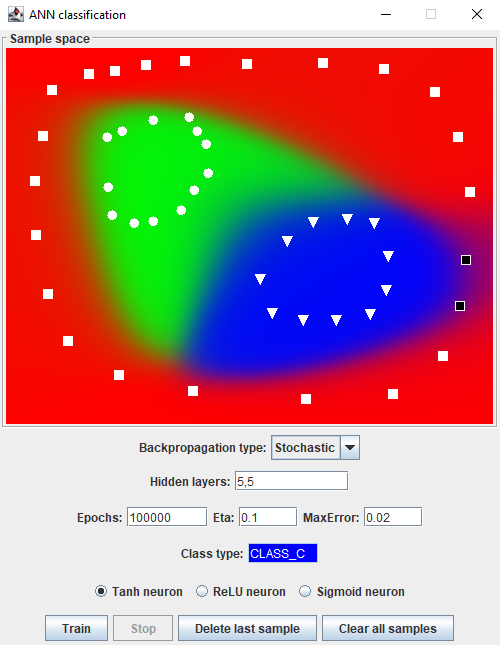 ANN classification
Sample space
Backpropagation type: Stochastic
Hidden layers: 5,5
Epochs: 100000 Eta: 0.1 MaxError: 0.02
Class type: CLASS_C
Tanh neuron ReLU neuron Sigmoid neuron
Train Stop Delete last sample Clear all samples